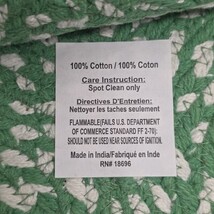 100% Cotton / 100% Coton
Care Instruction:
Spot Clean only
Directives D'Entretien:
Nettoyer les taches seulement
FLAMMABLE(FAILS U.S. DEPARTMENT
OF COMMERCE STANDARD FF 2-70):
SHOULD NOT BE USED NEAR SOURCES OF IGNITION.
Made in India/Fabriqué en Inde
RN# 18696